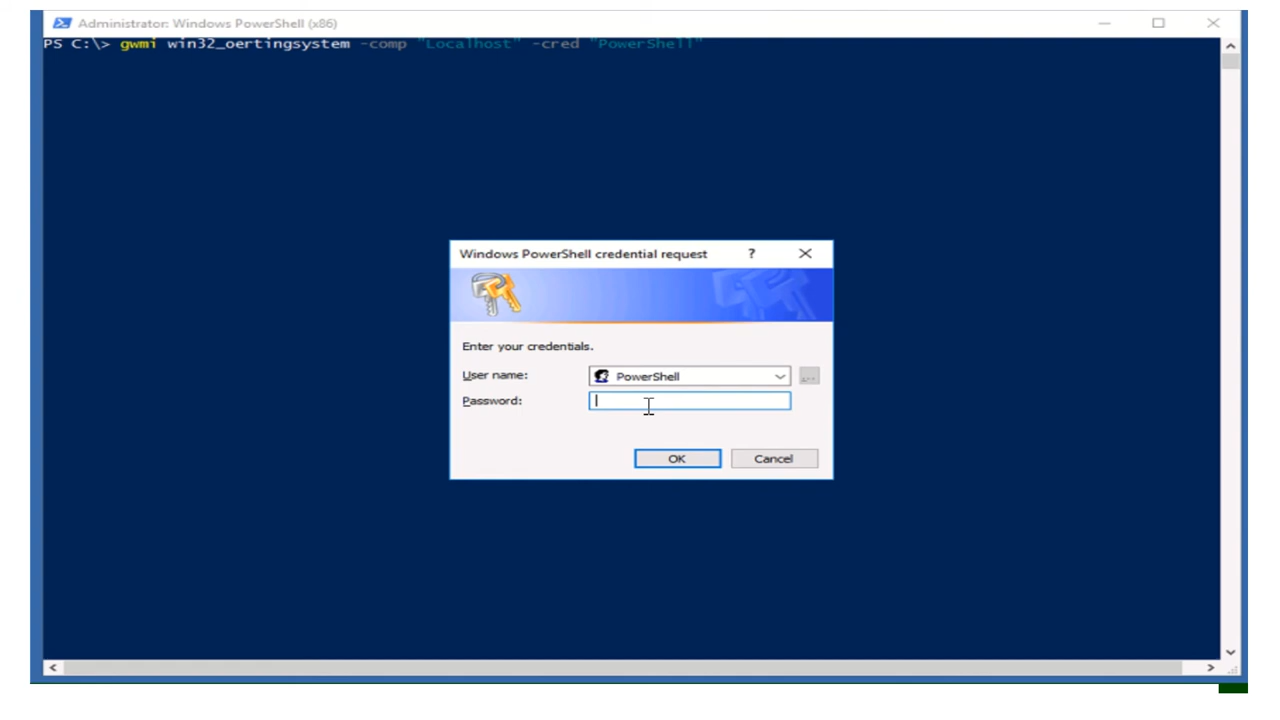 Administrator: Windows PowerShell (x86)
PS C:\> gwmi win32_oertingsystem -comp "Localhost" -cred "PowerShell"
Windows PowerShell credential request
Enter your credentials.
User name: PowerShell
Password:
OK Cancel